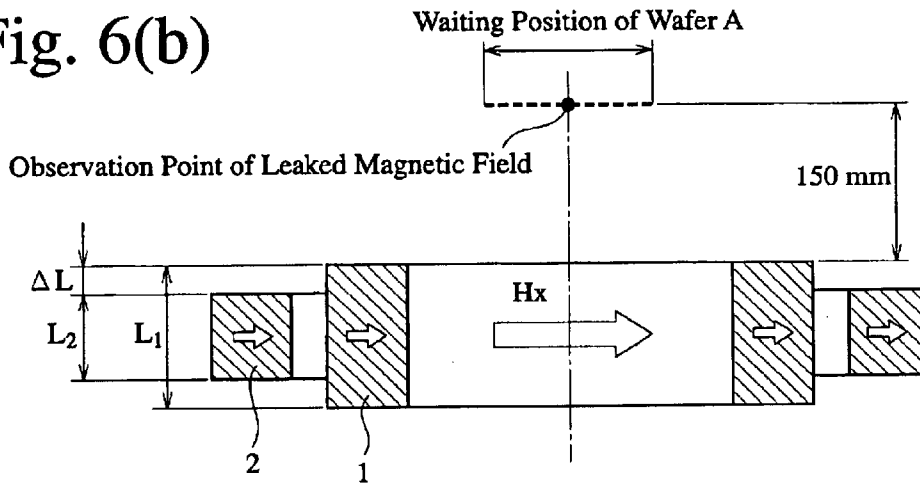 Fig. 6(b)
Waiting Position of Wafer A
Observation Point of Leaked Magnetic Field
150 mm
ΔL
Hx
L₂
L₁
2
1